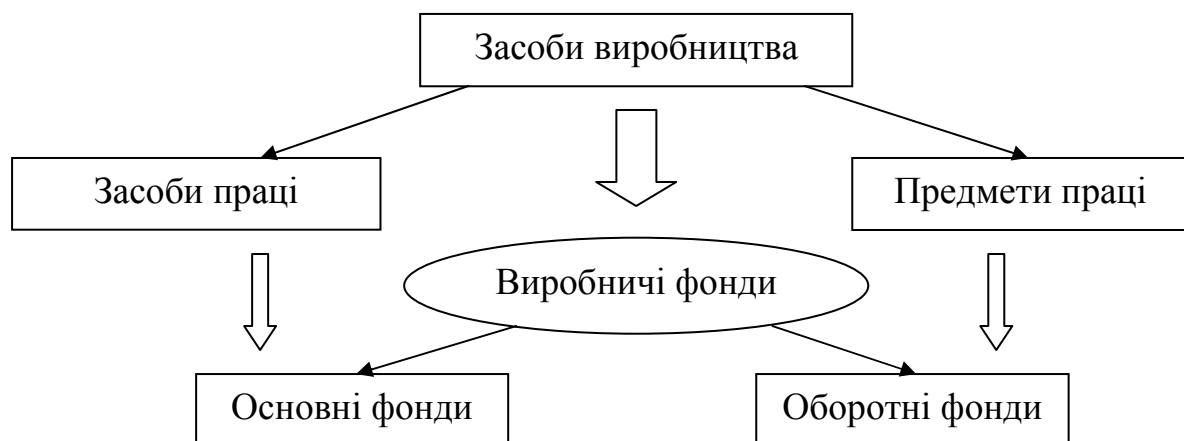 Засоби виробництва
Засоби праці
Предмети праці
Виробничі фонди
Основні фонди
Оборотні фонди